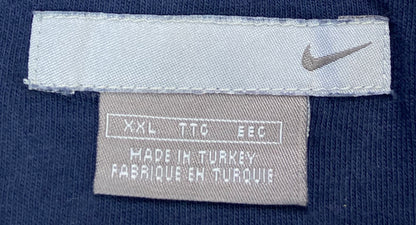 XXL TTG EEG
MADE IN TURKEY
FABRIQUE EN TURQUIE